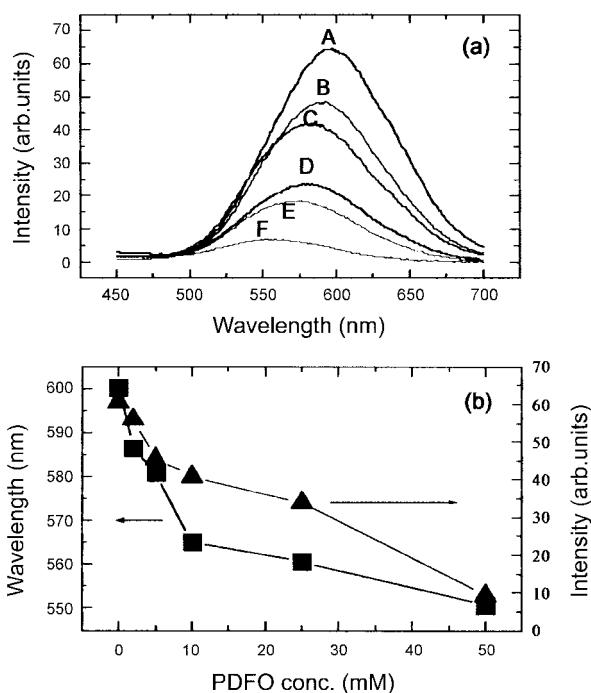 (a)
Intensity (arb.units)
70
60
50
40
30
20
10
0
A
B
C
D
E
F
450 500 550 600 650 700
Wavelength (nm)
(b)
Wavelength (nm)
600
590
580
570
560
550
70
60
50
40
30
20
10
0
Intensity (arb.units)
0 10 20 30 40 50
PDFO conc. (mM)